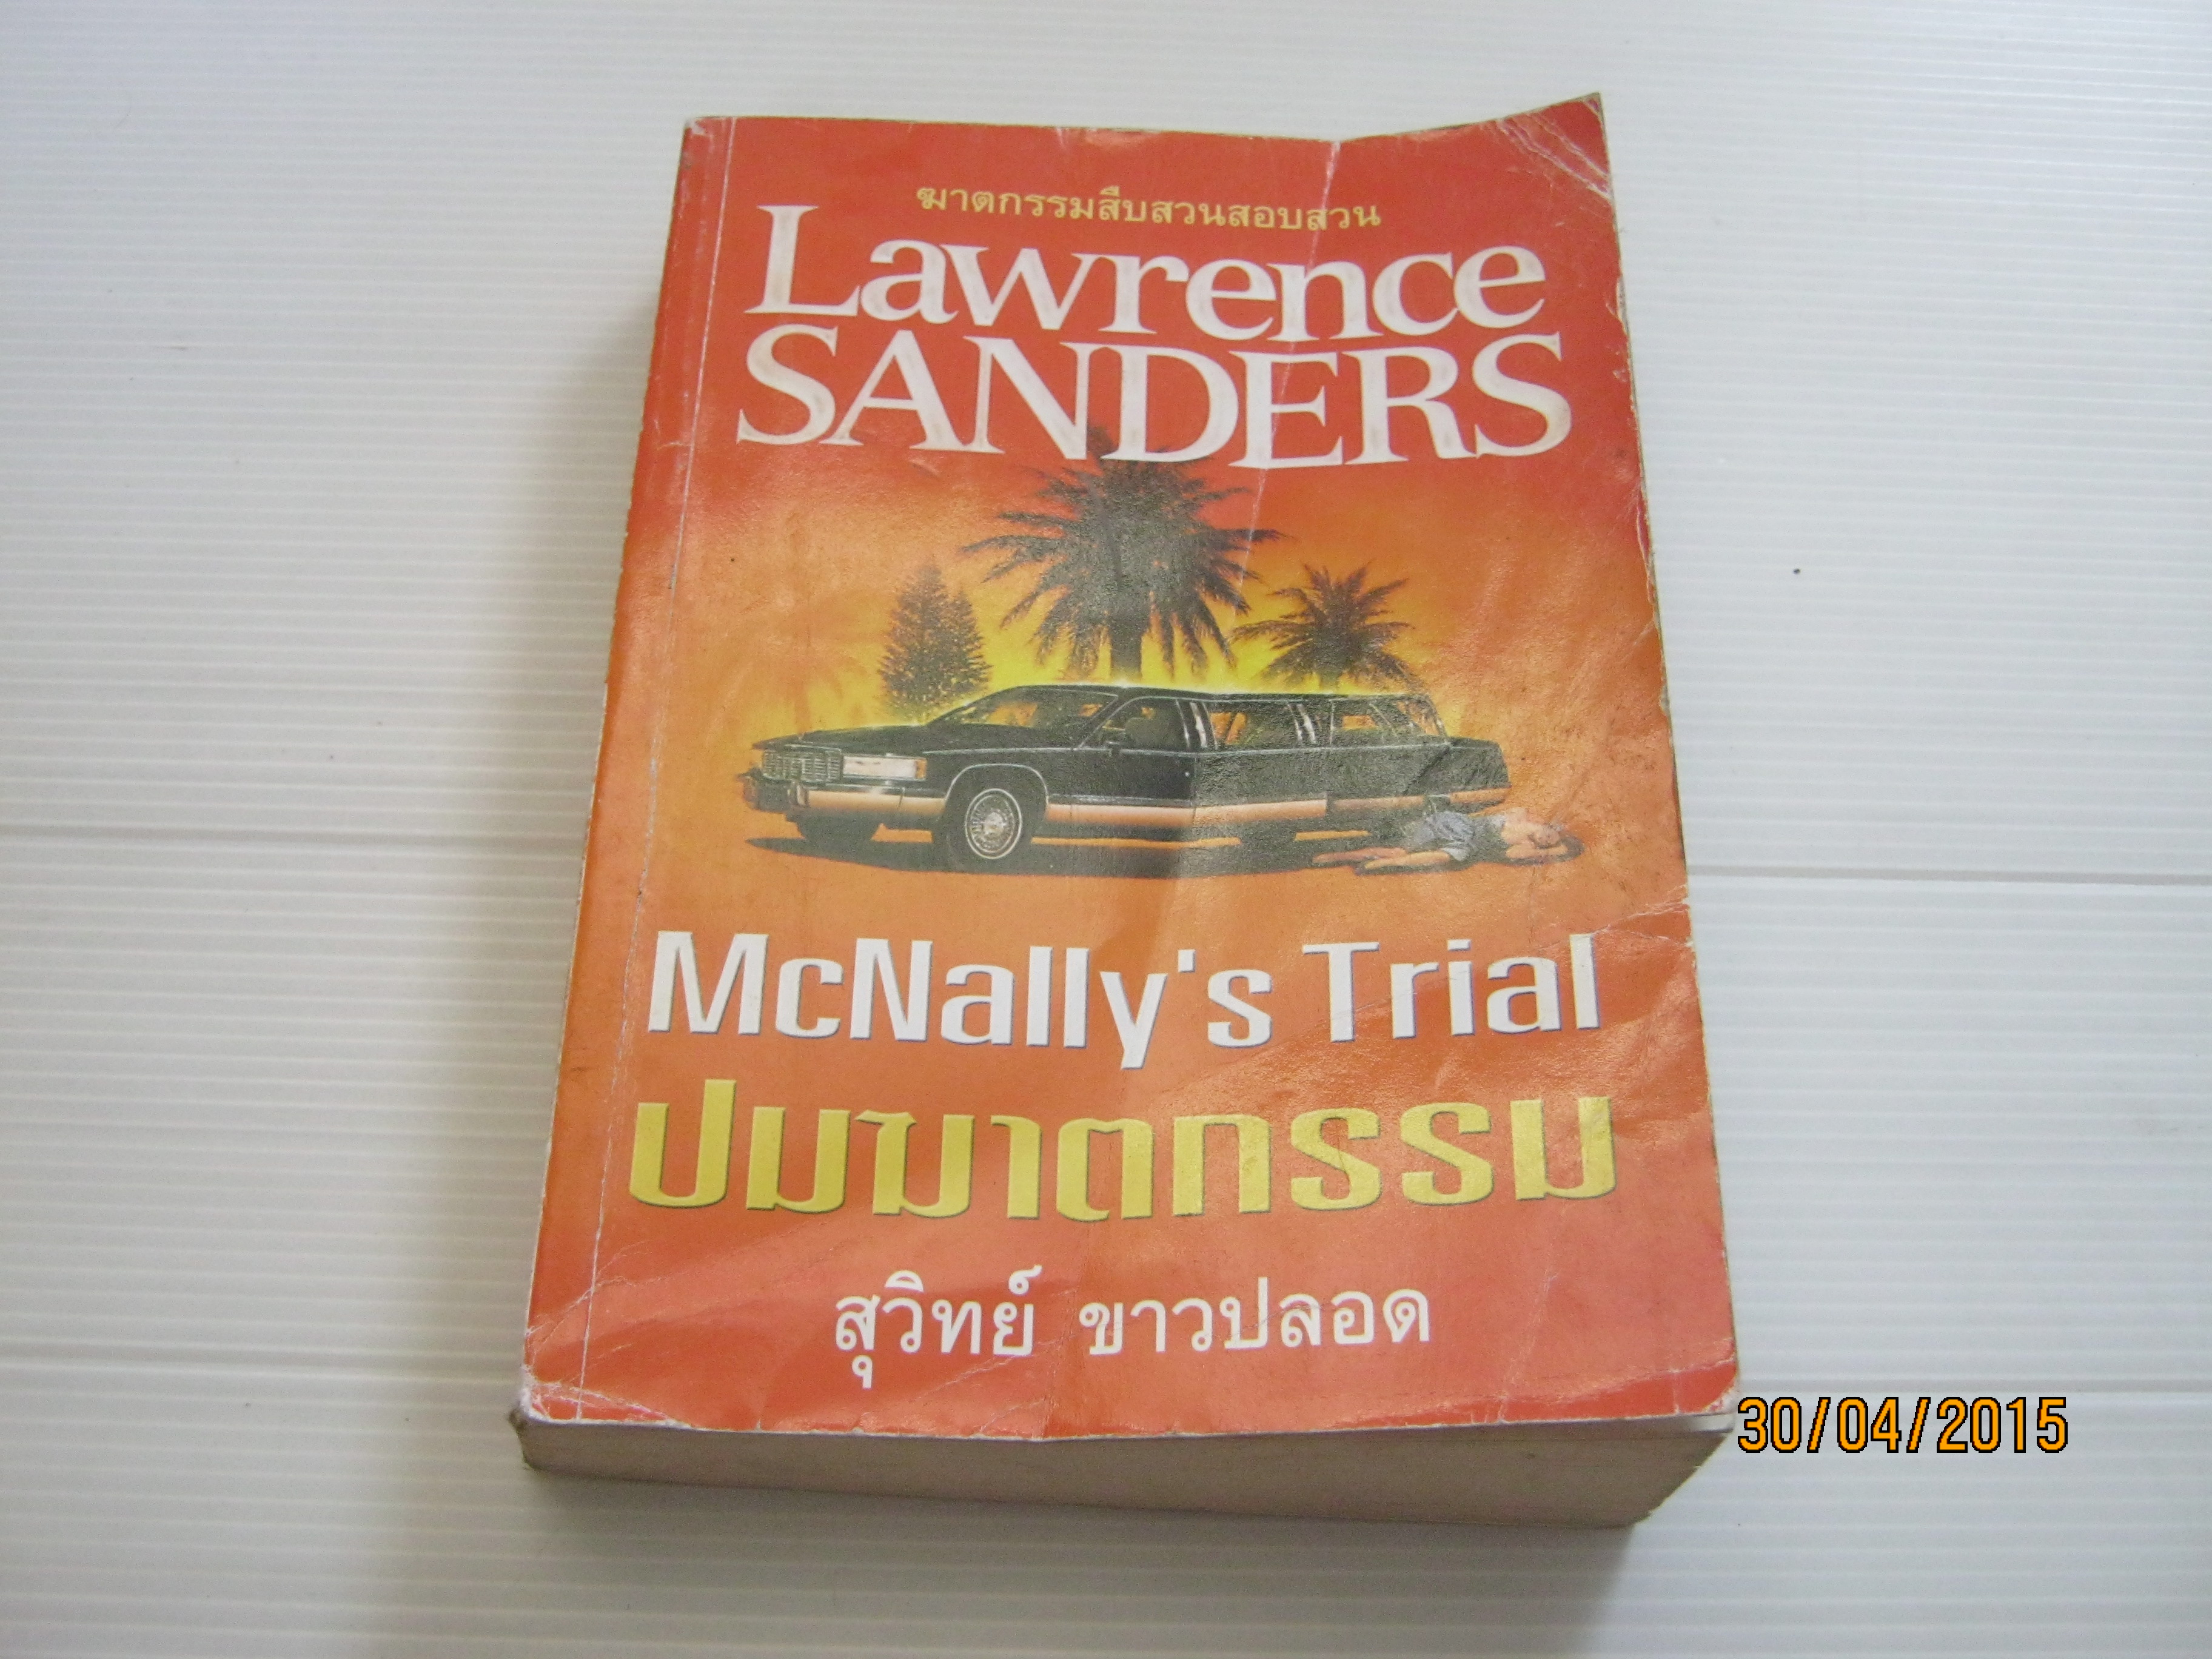 ฆาตกรรมสืบสวนสอบสวน
Lawrence
SANDERS
McNally's Trial
ปมฆาตกรรม
สุวิทย์ ขาวปลอด
30/04/2015